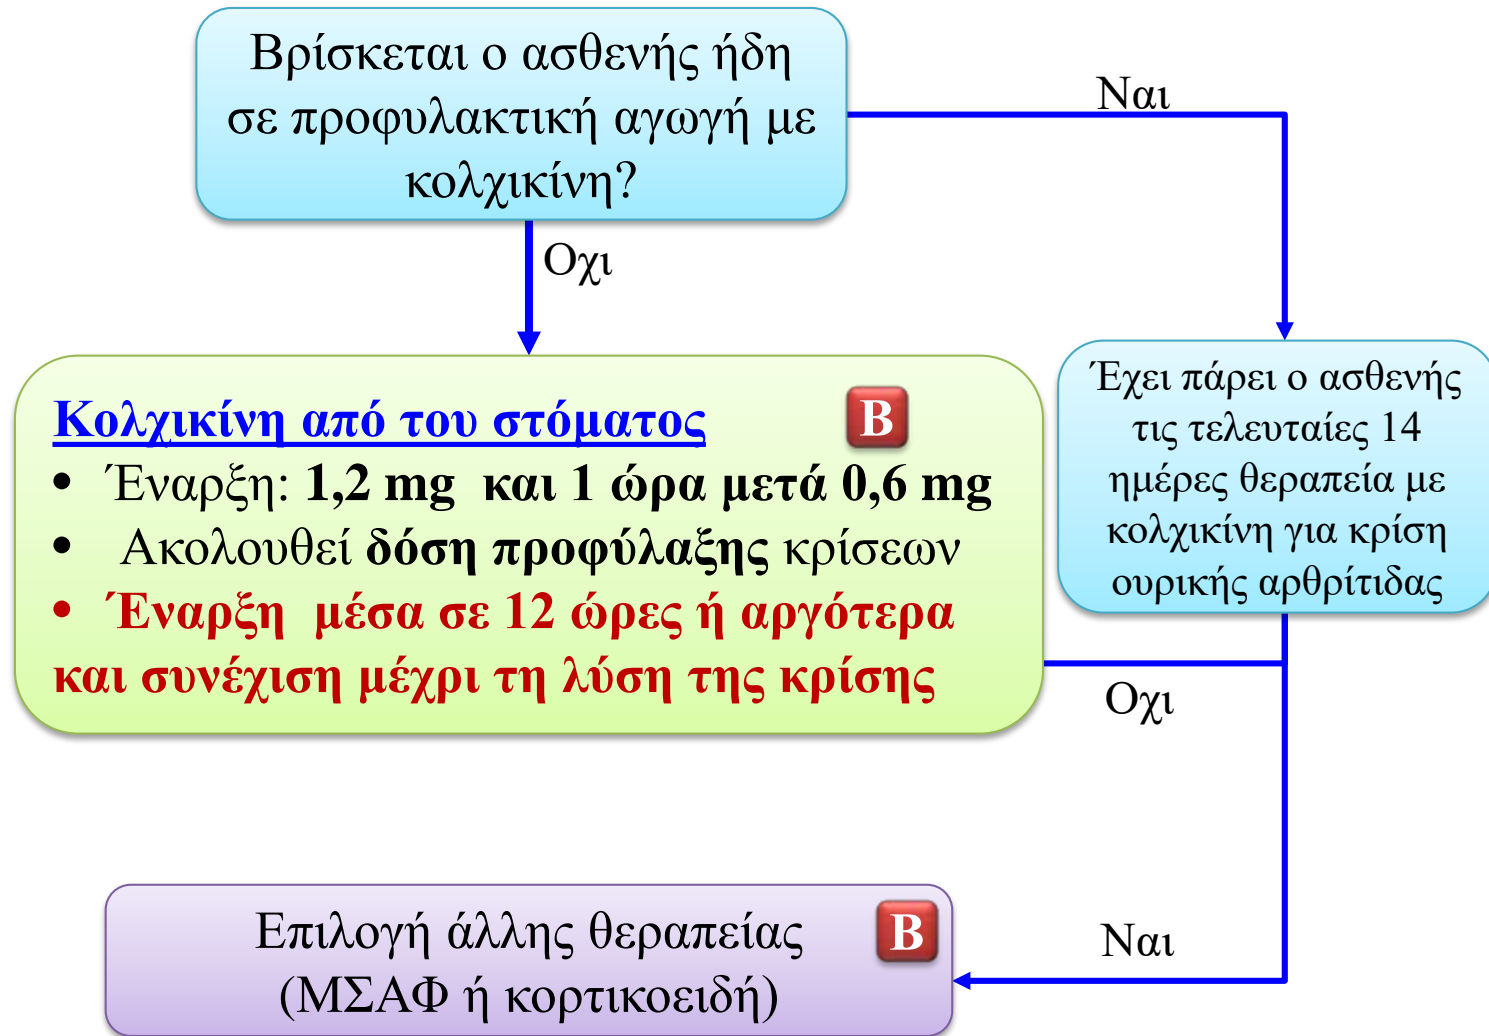 Βρίσκεται ο ασθενής ήδη
σε προφυλακτική αγωγή με
κολχικίνη?
Ναι
Οχι
Κολχικίνη από του στόματος
B
• Έναρξη: 1,2 mg και 1 ώρα μετά 0,6 mg
• Ακολουθεί δόση προφύλαξης κρίσεων
• Έναρξη μέσα σε 12 ώρες ή αργότερα
και συνέχιση μέχρι τη λύση της κρίσης
Έχει πάρει ο ασθενής
τις τελευταίες 14
ημέρες θεραπεία με
κολχικίνη για κρίση
ουρικής αρθρίτιδας
Οχι
Ναι
Επιλογή άλλης θεραπείας
(ΜΣΑΦ ή κορτικοειδή)
B